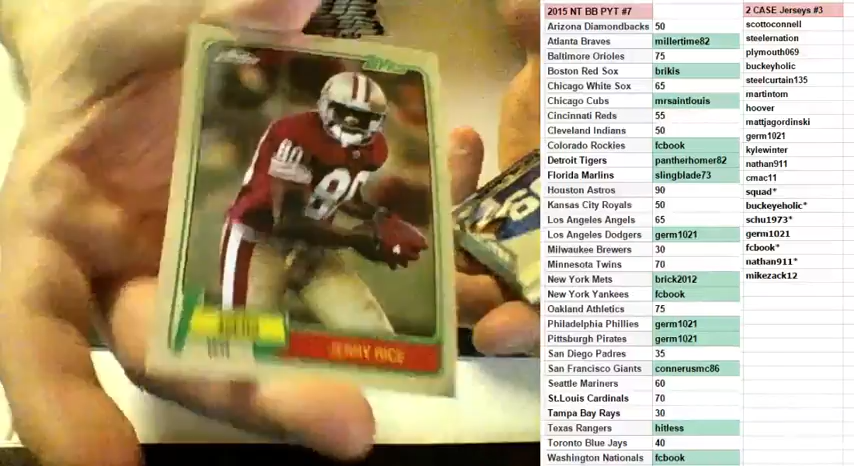 80
80
JERRY RICE
2015 NT BB PYT #7
Arizona Diamondbacks 50
Atlanta Braves millertime82
Baltimore Orioles 75
Boston Red Sox brikis
Chicago White Sox 65
Chicago Cubs mrsaintlouis
Cincinnati Reds 55
Cleveland Indians 50
Colorado Rockies fcbook
Detroit Tigers pantherhomer82
Florida Marlins slingblade73
Houston Astros 90
Kansas City Royals 50
Los Angeles Angels 65
Los Angeles Dodgers germ1021
Milwaukee Brewers 30
Minnesota Twins 70
New York Mets brick2012
New York Yankees fcbook
Oakland Athletics 75
Philadelphia Phillies germ1021
Pittsburgh Pirates germ1021
San Diego Padres 35
San Francisco Giants connerusmc86
Seattle Mariners 60
St.Louis Cardinals 70
Tampa Bay Rays 30
Texas Rangers hitless
Toronto Blue Jays 40
Washington Nationals fcbook
2 CASE Jerseys #3
scottoconnell
steelernation
plymouth069
buckeyholic
steelcurtain135
martintom
hoover
mattjagordinski
germ1021
kylewinter
nathan911
cmac11
squad*
buckeyeholic*
schu1973*
germ1021
fcbook*
nathan911*
mikezack12